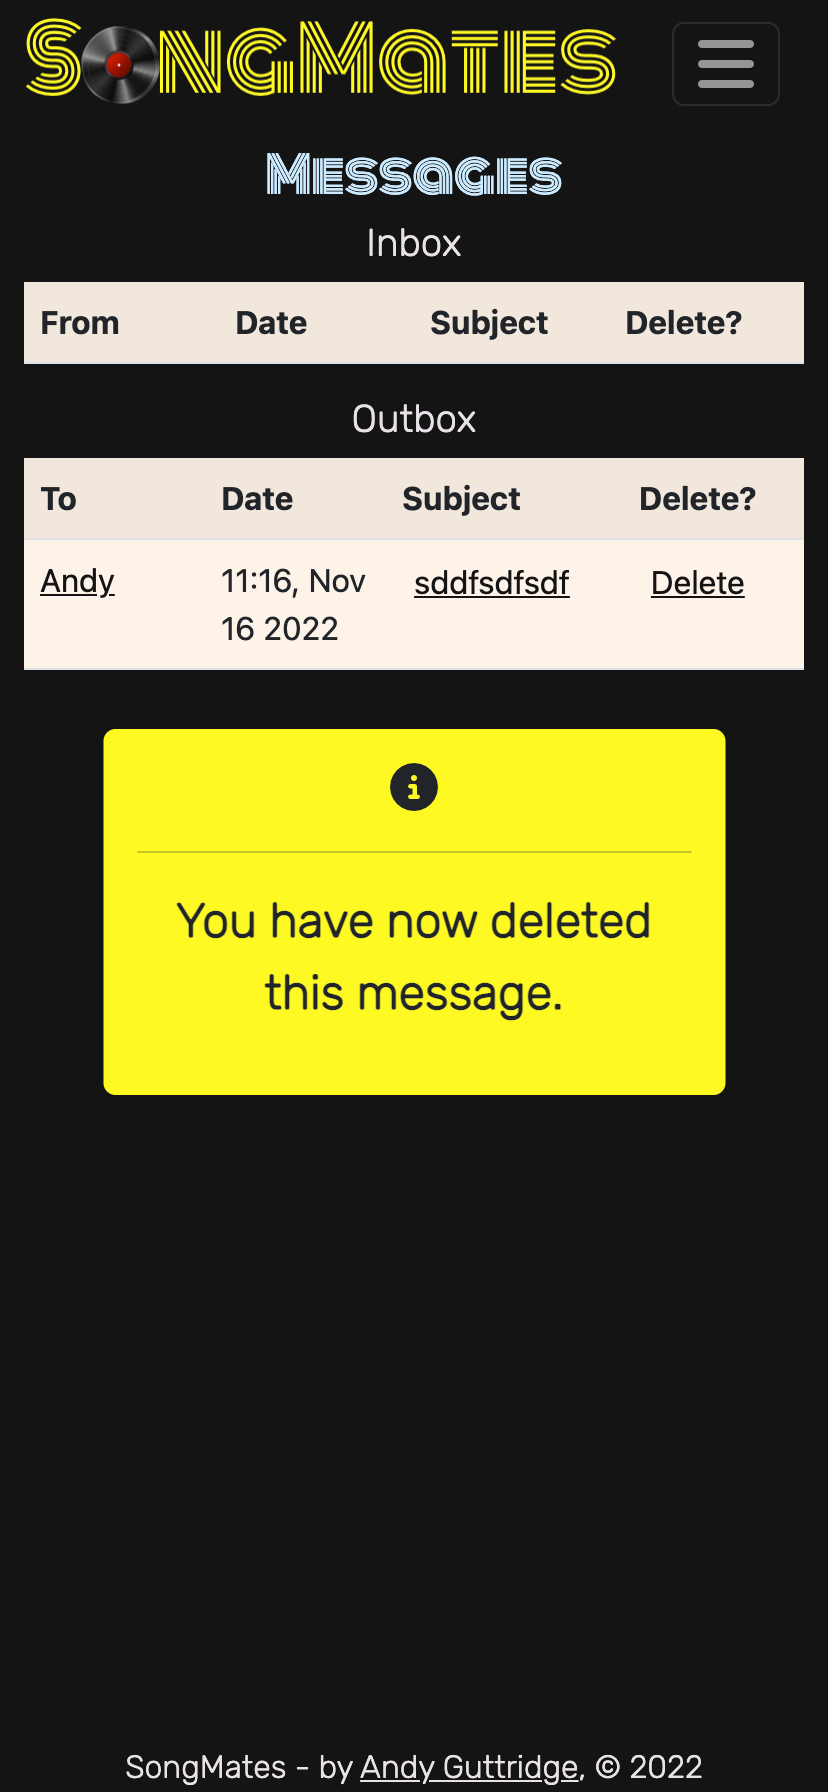 SongMates
Messages
Inbox
From Date Subject Delete?
Outbox
To Date Subject Delete?
Andy 11:16, Nov sddfsdfsdf Delete
16 2022
You have now deleted
this message.
SongMates - by Andy Guttridge, © 2022